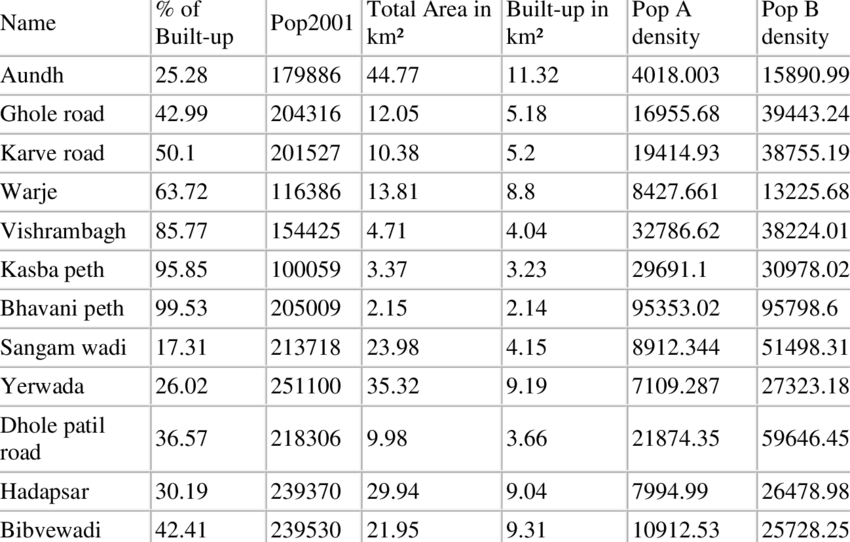 Name | % of Built-up | Pop2001 | Total Area in km² | Built-up in km² | Pop A density | Pop B density
Aundh | 25.28 | 179886 | 44.77 | 11.32 | 4018.003 | 15890.99
Ghole road | 42.99 | 204316 | 12.05 | 5.18 | 16955.68 | 39443.24
Karve road | 50.1 | 201527 | 10.38 | 5.2 | 19414.93 | 38755.19
Warje | 63.72 | 116386 | 13.81 | 8.8 | 8427.661 | 13225.68
Vishrambagh | 85.77 | 154425 | 4.71 | 4.04 | 32786.62 | 38224.01
Kasba peth | 95.85 | 100059 | 3.37 | 3.23 | 29691.1 | 30978.02
Bhavani peth | 99.53 | 205009 | 2.15 | 2.14 | 95353.02 | 95798.6
Sangam wadi | 17.31 | 213718 | 23.98 | 4.15 | 8912.344 | 51498.31
Yerwada | 26.02 | 251100 | 35.32 | 9.19 | 7109.287 | 27323.18
Dhole patil road | 36.57 | 218306 | 9.98 | 3.66 | 21874.35 | 59646.45
Hadapsar | 30.19 | 239370 | 29.94 | 9.04 | 7994.99 | 26478.98
Bibvewadi | 42.41 | 239530 | 21.95 | 9.31 | 10912.53 | 25728.25